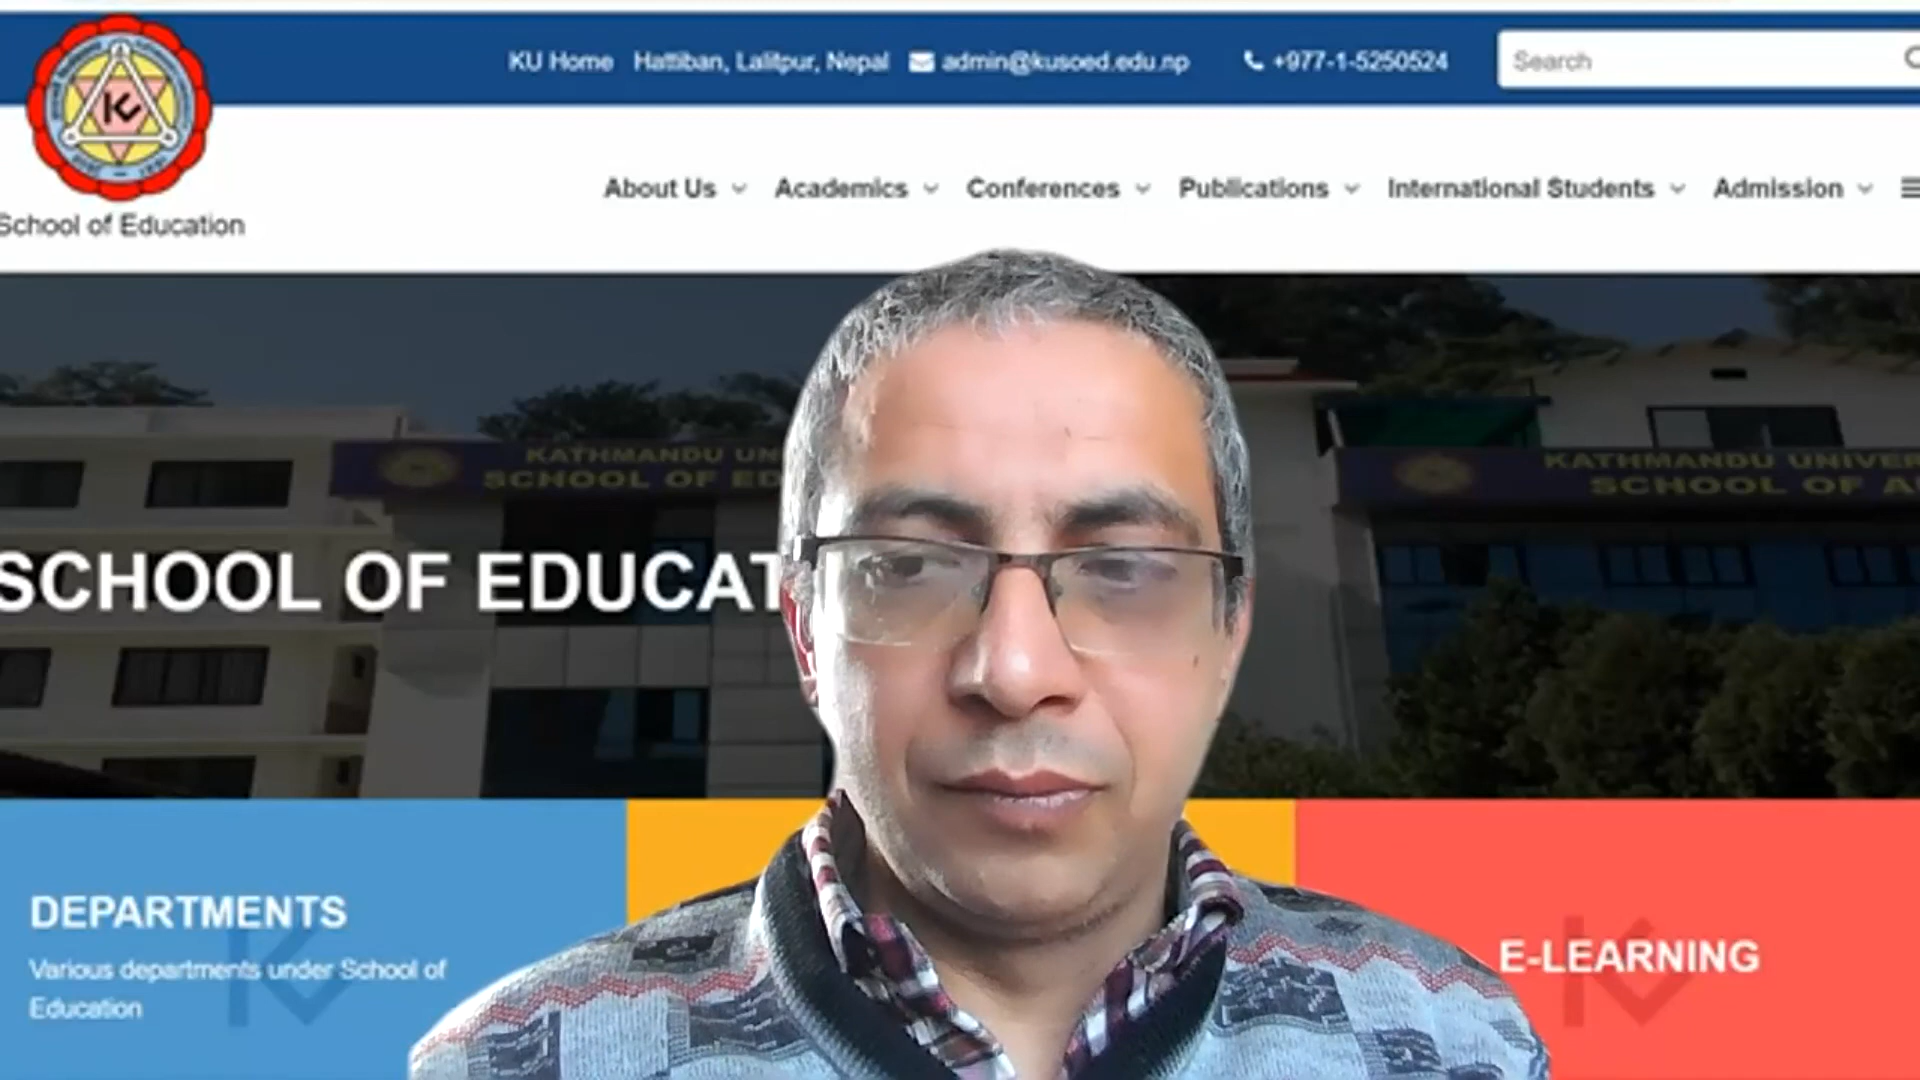 KU Home Hattiban, Lalitpur, Nepal admin@kusoed.edu.np +977-1-5250524 Search
School of Education
About Us Academics Conferences Publications International Students Admission
KATHMANDU UN
SCHOOL OF ED
KATHMANDU UNIVER
SCHOOL OF A
SCHOOL OF EDUCAT
DEPARTMENTS
Various departments under School of
Education
E-LEARNING